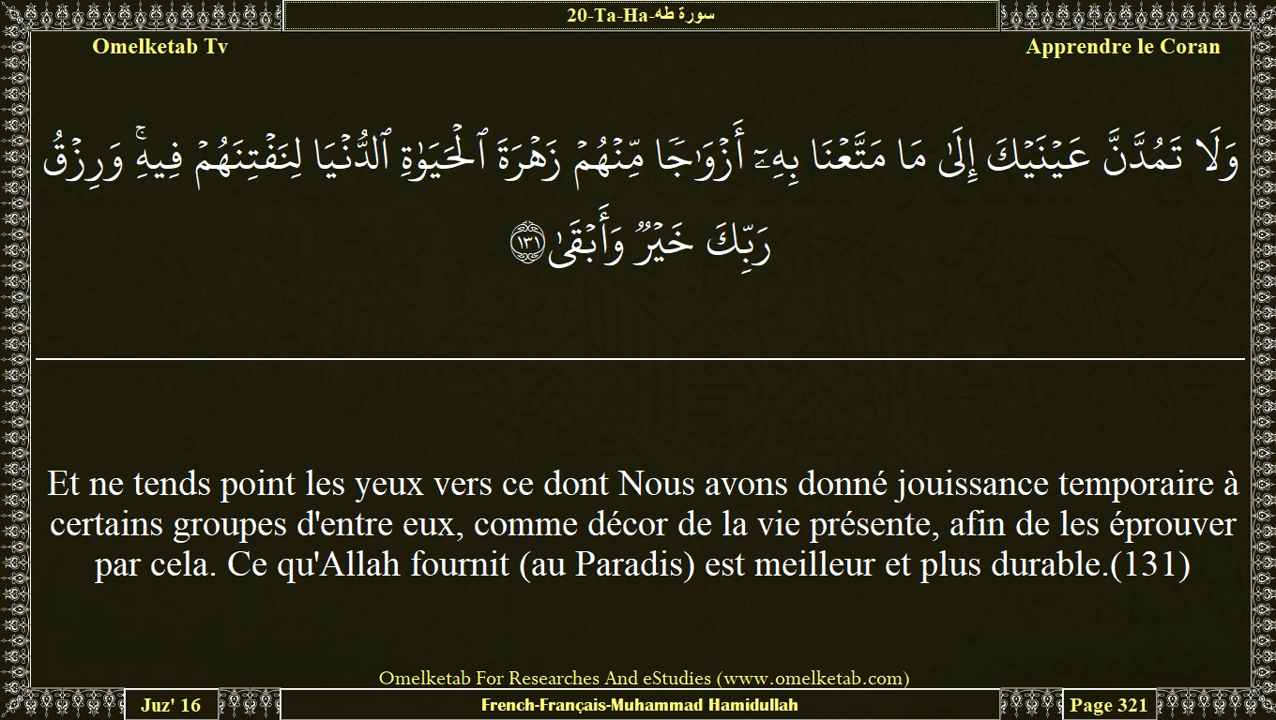 20-Ta-Ha-سورة طه
Omelketab Tv
Apprendre le Coran
وَلَا تَمُدَّنَّ عَيْنَيْكَ إِلَىٰ مَا مَتَّعْنَا بِهِۦٓ أَزْوَٰجًا مِّنْهُمْ زَهْرَةَ ٱلْحَيَوٰةِ ٱلدُّنْيَا لِنَفْتِنَهُمْ فِيهِ ۚ وَرِزْقُ
رَبِّكَ خَيْرٌ وَأَبْقَىٰ ١٣١
Et ne tends point les yeux vers ce dont Nous avons donné jouissance temporaire à
certains groupes d'entre eux, comme décor de la vie présente, afin de les éprouver
par cela. Ce qu'Allah fournit (au Paradis) est meilleur et plus durable.(131)
Omelketab For Researches And eStudies (www.omelketab.com)
Juz' 16
French-Français-Muhammad Hamidullah
Page 321